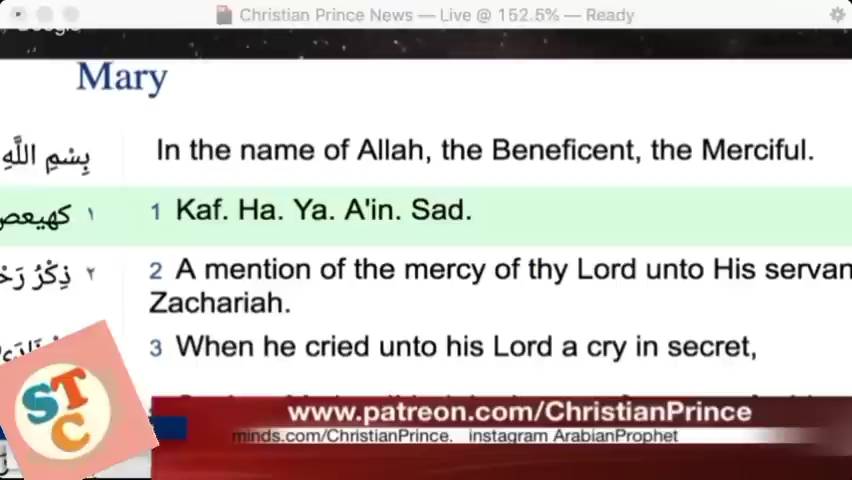 Christian Prince News — Live @ 152.5% — Ready
Google
Mary
بِسْمِ اللَّهِ
In the name of Allah, the Beneficent, the Merciful.
كهيعص ١
1 Kaf. Ha. Ya. A'in. Sad.
ذِكْرُ ٢
2 A mention of the mercy of thy Lord unto His servan
Zachariah.
3 When he cried unto his Lord a cry in secret,
STC
www.patreon.com/ChristianPrince
minds.com/ChristianPrince. instagram ArabianProphet